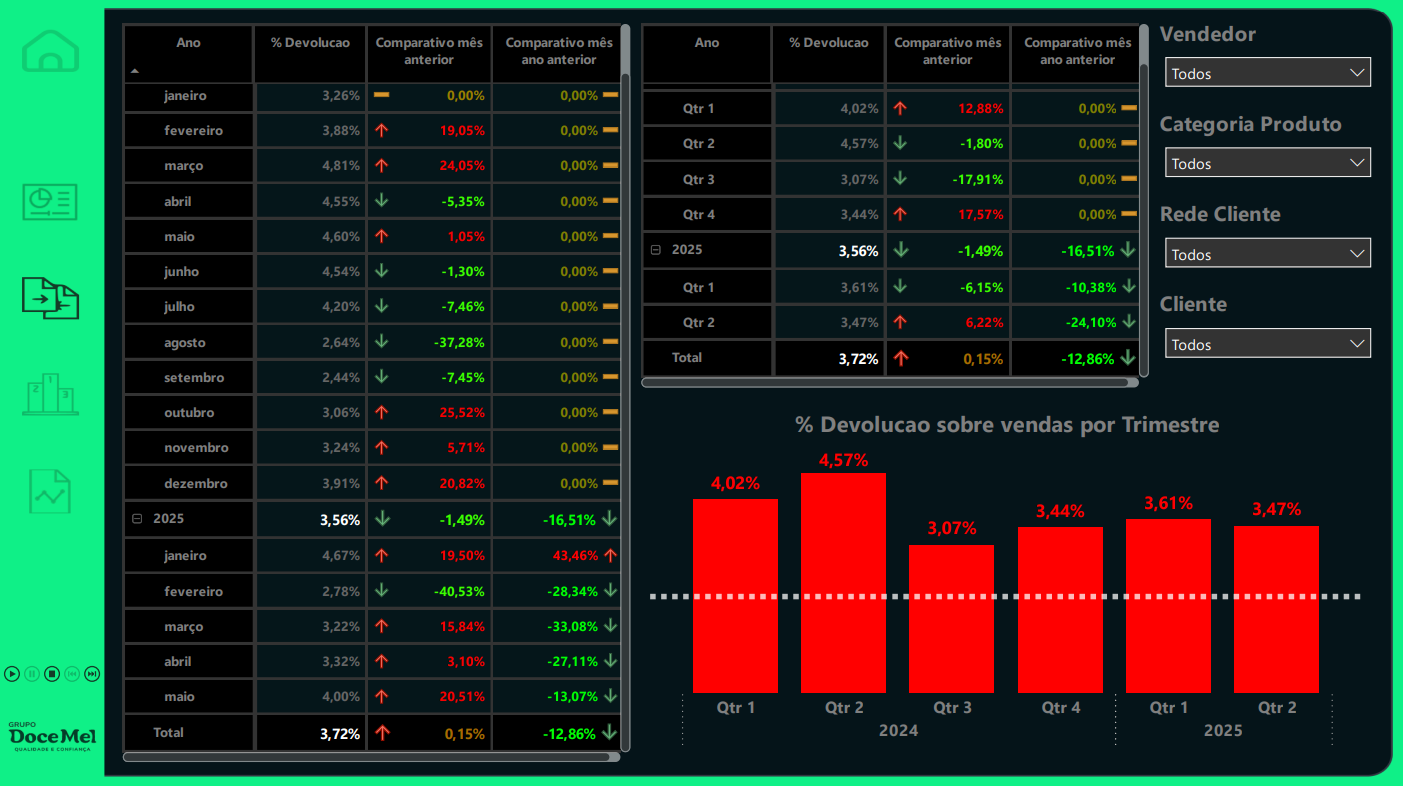 Ano % Devolucao Comparativo mês anterior Comparativo mês ano anterior
janeiro 3,26% 0,00% 0,00%
fevereiro 3,88% 19,05% 0,00%
março 4,81% 24,05% 0,00%
abril 4,55% -5,35% 0,00%
maio 4,60% 1,05% 0,00%
junho 4,54% -1,30% 0,00%
julho 4,20% -7,46% 0,00%
agosto 2,64% -37,28% 0,00%
setembro 2,44% -7,45% 0,00%
outubro 3,06% 25,52% 0,00%
novembro 3,24% 5,71% 0,00%
dezembro 3,91% 20,82% 0,00%
2025 3,56% -1,49% -16,51%
janeiro 4,67% 19,50% 43,46%
fevereiro 2,78% -40,53% -28,34%
março 3,22% 15,84% -33,08%
abril 3,32% 3,10% -27,11%
maio 4,00% 20,51% -13,07%
Total 3,72% 0,15% -12,86%
Ano % Devolucao Comparativo mês anterior Comparativo mês ano anterior
Qtr 1 4,02% 12,88% 0,00%
Qtr 2 4,57% -1,80% 0,00%
Qtr 3 3,07% -17,91% 0,00%
Qtr 4 3,44% 17,57% 0,00%
2025 3,56% -1,49% -16,51%
Qtr 1 3,61% -6,15% -10,38%
Qtr 2 3,47% 6,22% -24,10%
Total 3,72% 0,15% -12,86%
Vendedor
Todos
Categoria Produto
Todos
Rede Cliente
Todos
Cliente
Todos
% Devolucao sobre vendas por Trimestre
4,02% 4,57% 3,07% 3,44% 3,61% 3,47%
Qtr 1 Qtr 2 Qtr 3 Qtr 4 Qtr 1 Qtr 2
2024 2025
2 1 3
GRUPO
Doce Mel
QUALIDADE E CONFIANÇA